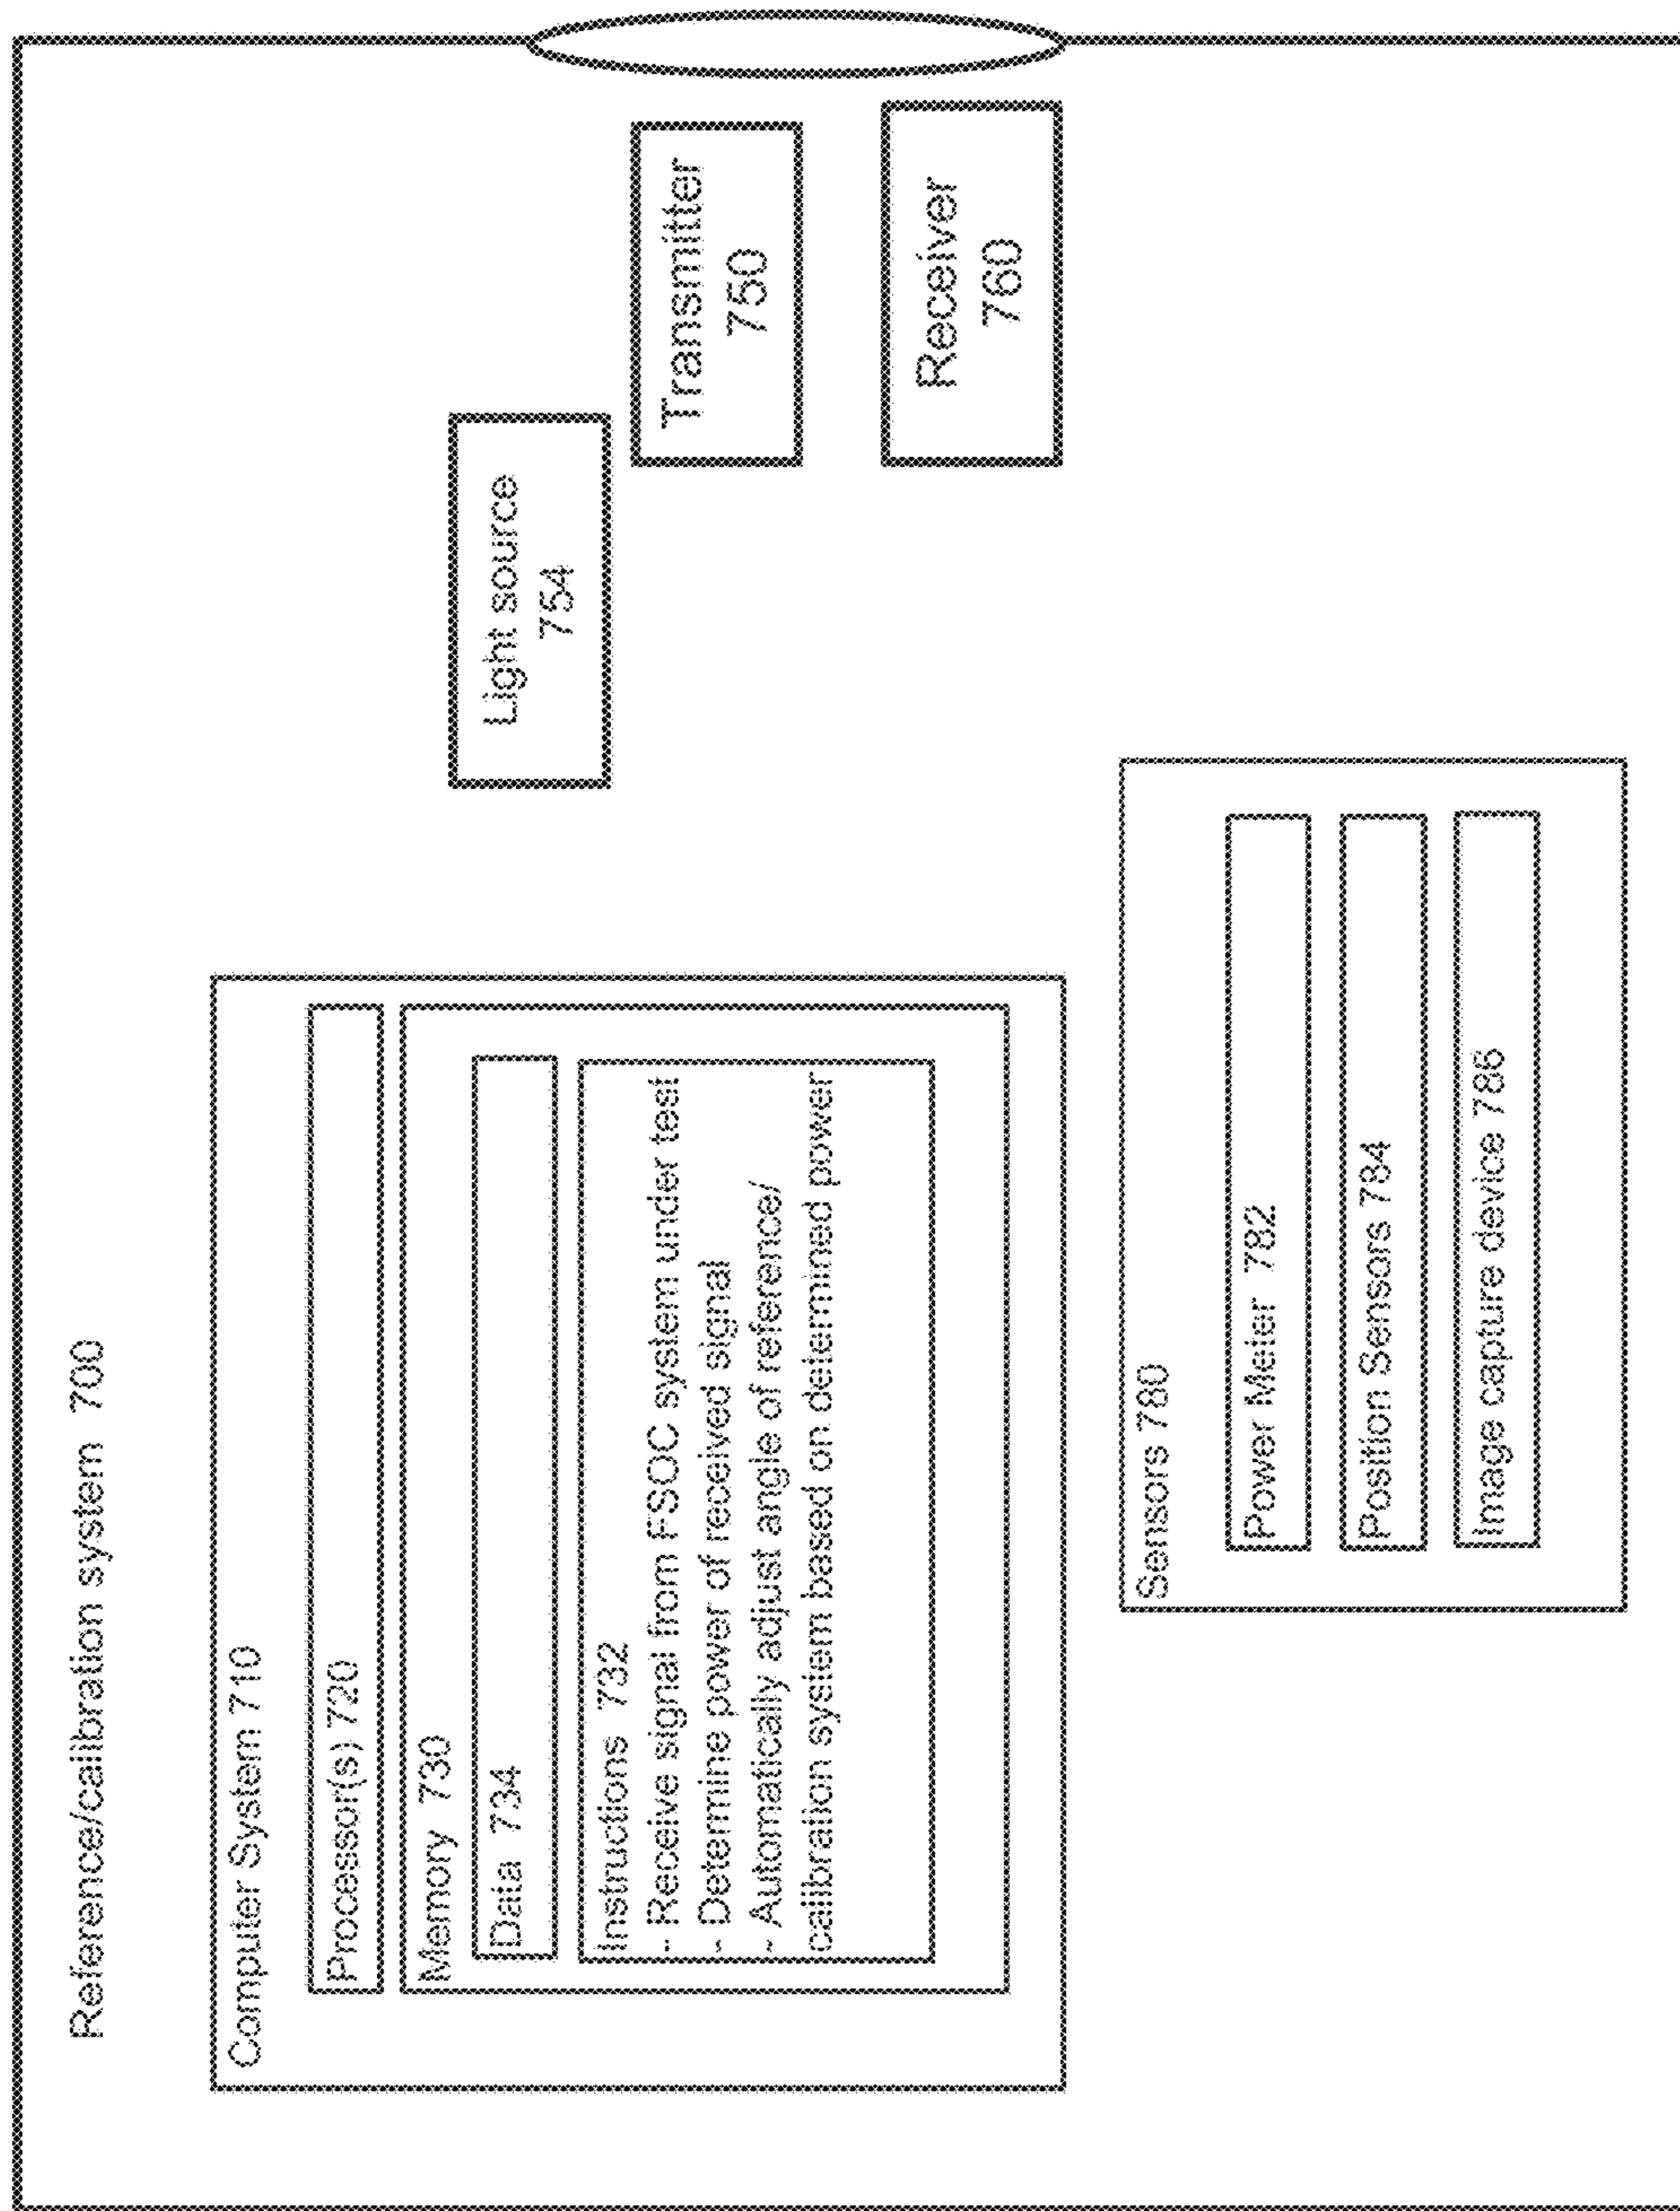 Reference/calibration system 700
Computer System 710
Processor(s) 720
Memory 730
Data 734
Instructions 732
- Receive signal from FSOC system under test
- Determine power of received signal
- Automatically adjust angle of reference/
calibration system based on determined power
Light source
754
Transmitter
750
Receiver
760
Sensors 780
Power Meter 782
Position Sensors 784
Image capture device 786